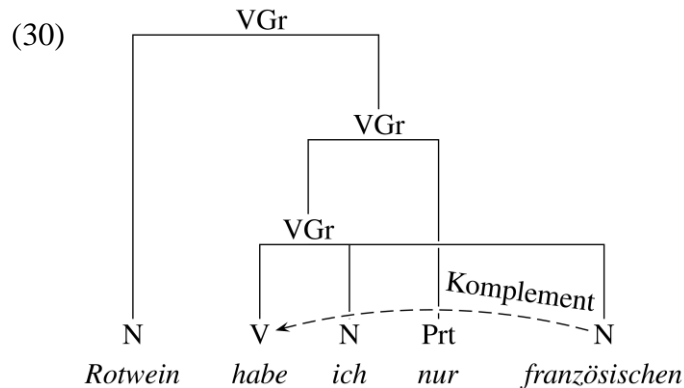 (30)
VGr
VGr
VGr
Komplement
N V N Prt N
Rotwein habe ich nur französischen